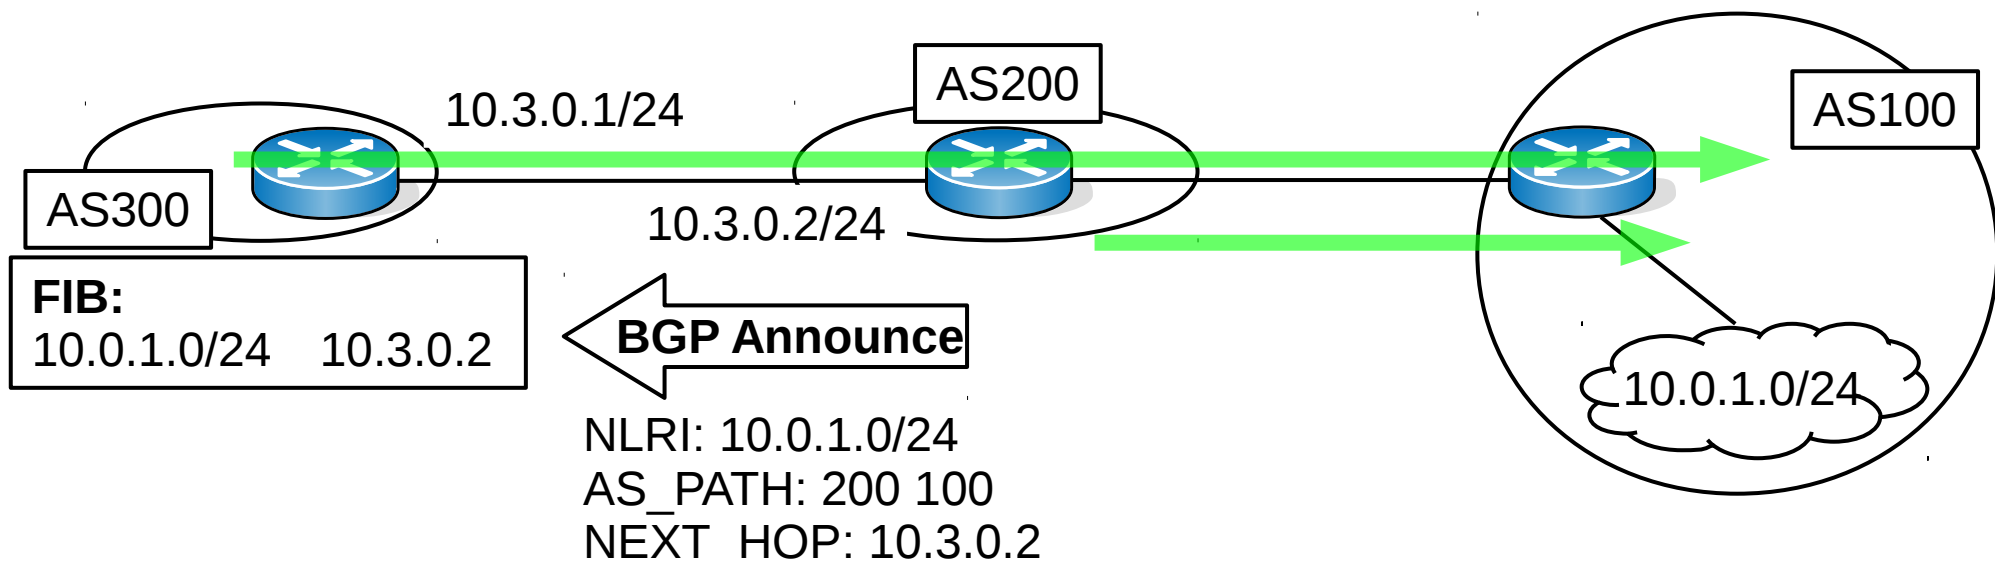 AS200
AS100
10.3.0.1/24
AS300
10.3.0.2/24
FIB:
10.0.1.0/24 10.3.0.2
BGP Announce
10.0.1.0/24
NLRI: 10.0.1.0/24
AS_PATH: 200 100
NEXT_HOP: 10.3.0.2